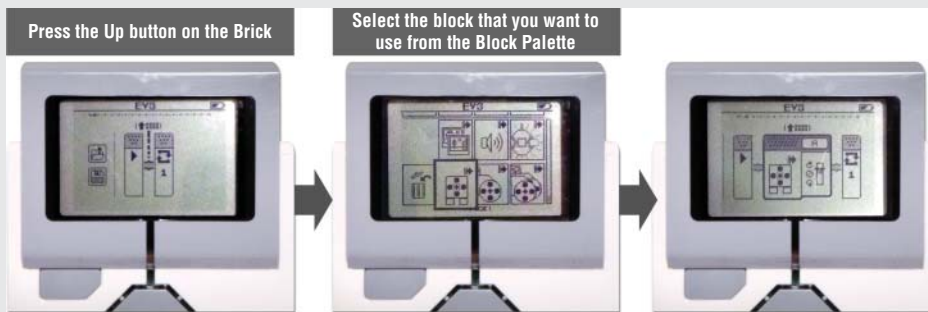 Press the Up button on the Brick
Select the block that you want to
use from the Block Palette
EV3
EV3
EV3
1
A
1